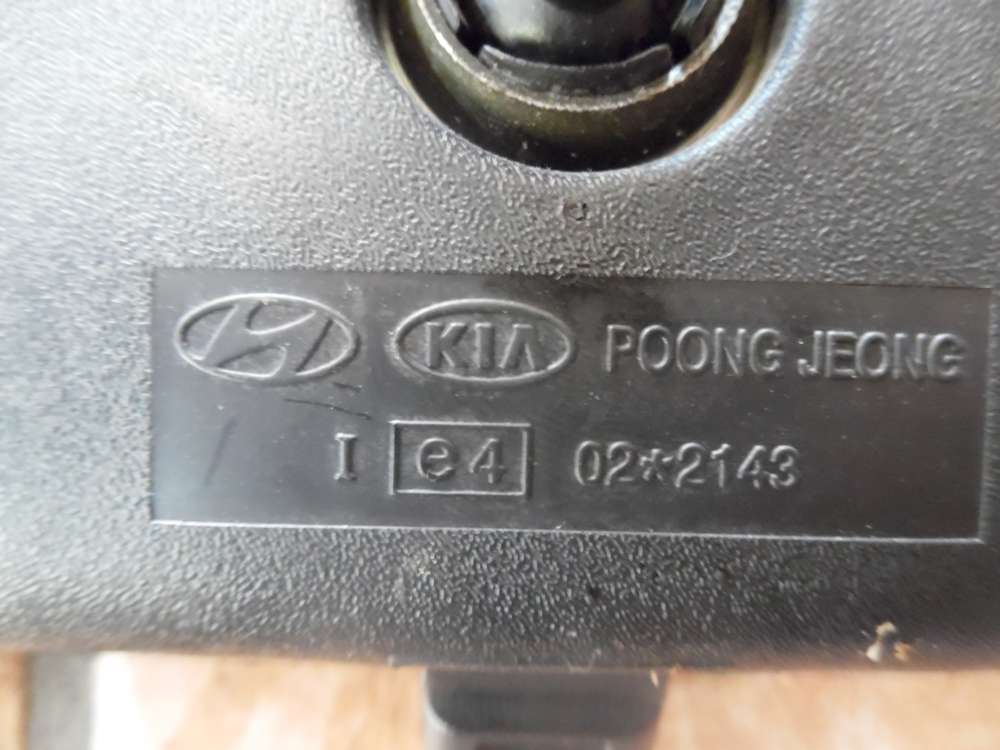 KIA POONG JEONG
I e4 02*2143